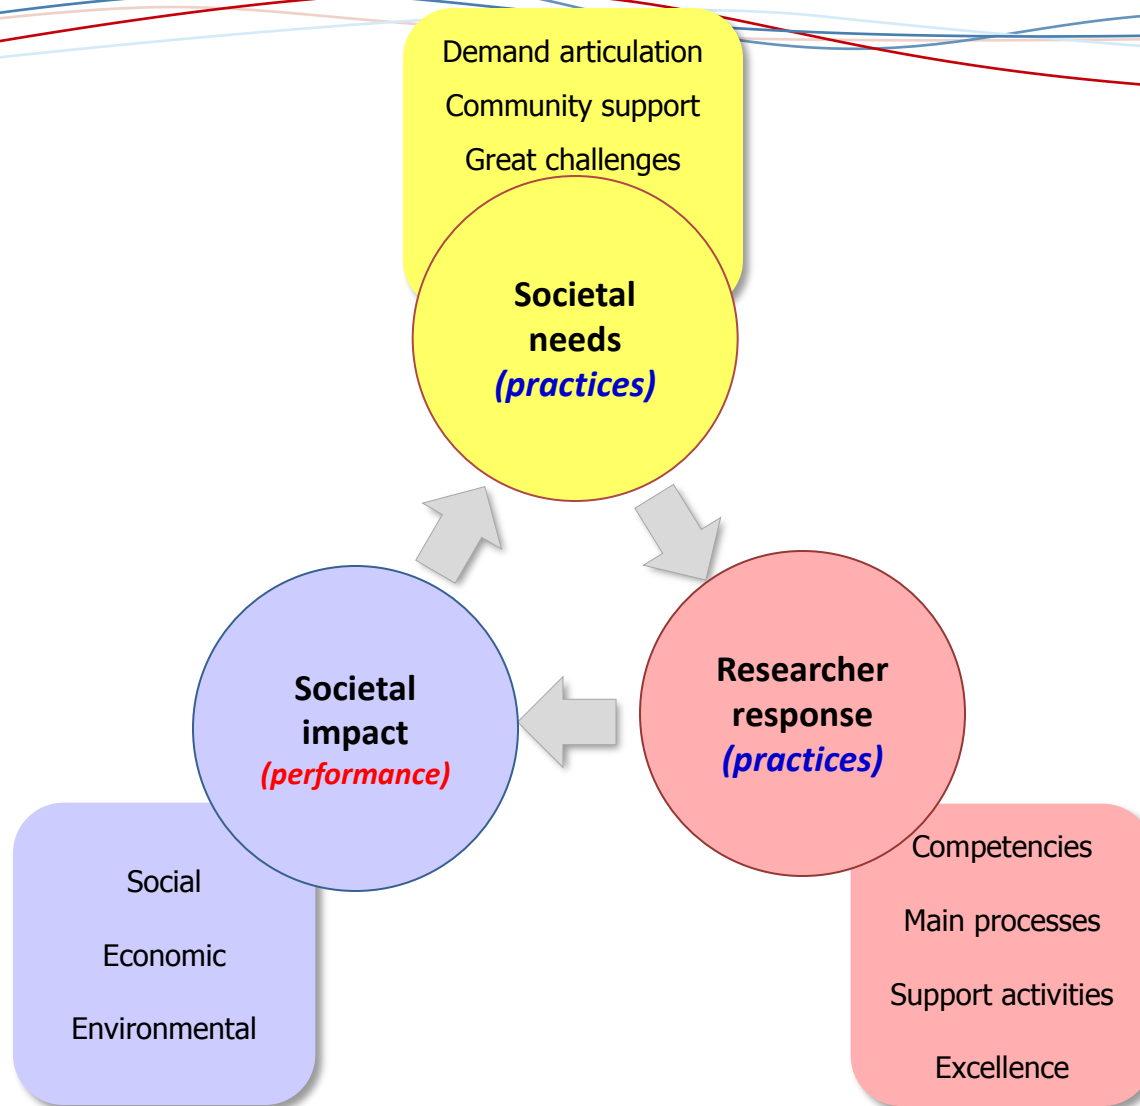 Demand articulation
Community support
Great challenges
Societal
needs
(practices)
Researcher
response
(practices)
Competencies
Main processes
Support activities
Excellence
Societal
impact
(performance)
Social
Economic
Environmental